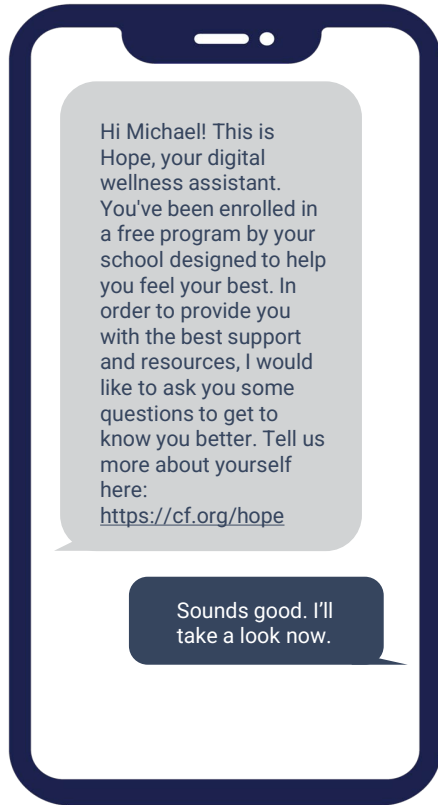 Hi Michael! This is
Hope, your digital
wellness assistant.
You've been enrolled in
a free program by your
school designed to help
you feel your best. In
order to provide you
with the best support
and resources, I would
like to ask you some
questions to get to
know you better. Tell us
more about yourself
here:
https://cf.org/hope
Sounds good. I’ll
take a look now.